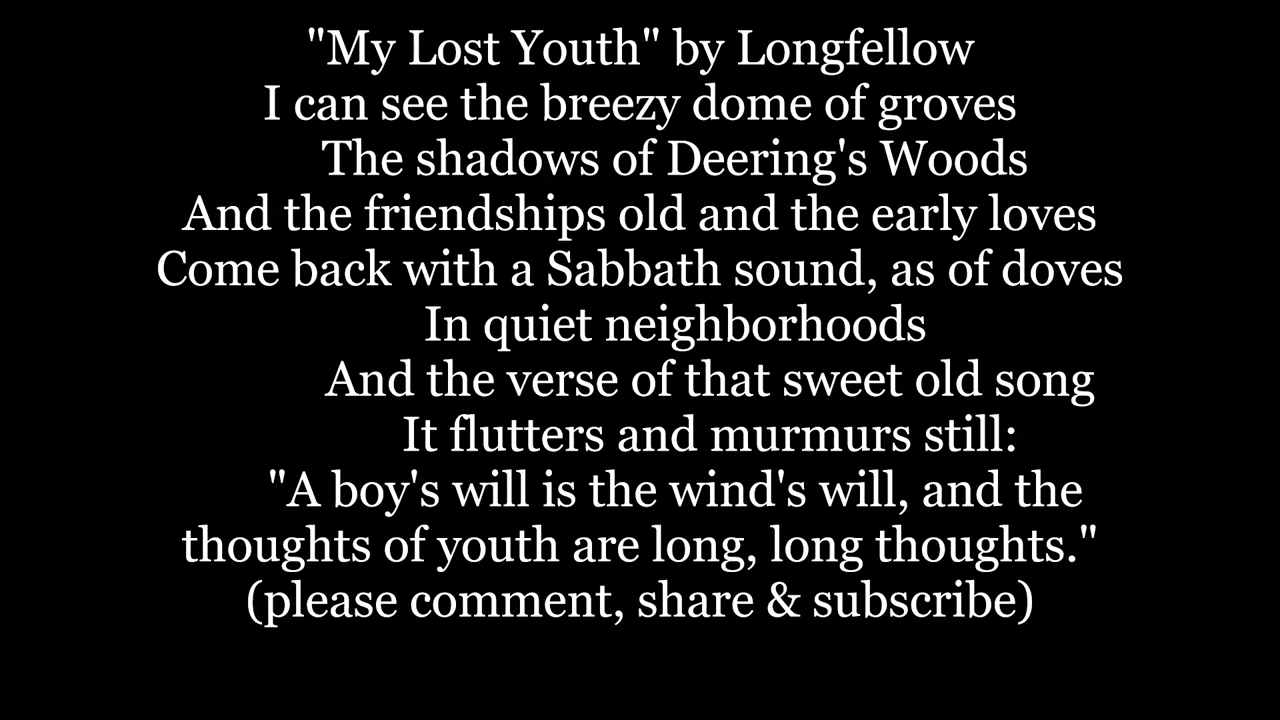 "My Lost Youth" by Longfellow
I can see the breezy dome of groves
The shadows of Deering's Woods
And the friendships old and the early loves
Come back with a Sabbath sound, as of doves
In quiet neighborhoods
And the verse of that sweet old song
It flutters and murmurs still:
"A boy's will is the wind's will, and the
thoughts of youth are long, long thoughts."
(please comment, share & subscribe)